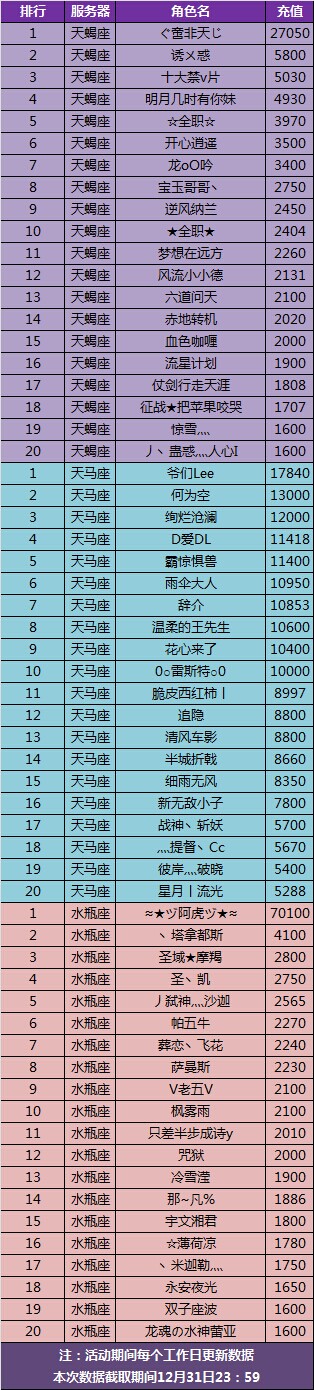 排行 服务器 角色名 充值
1 天蝎座 ぐ蜜非天じ 27050
2 天蝎座 诱ㄨ惑 5800
3 天蝎座 十大禁v片 5030
4 天蝎座 明月几时有你妹 4930
5 天蝎座 ☆全职☆ 3970
6 天蝎座 开心逍遥 3500
7 天蝎座 龙oO吟 3400
8 天蝎座 宝玉哥哥丶 2750
9 天蝎座 逆风纳兰 2450
10 天蝎座 ★全职★ 2404
11 天蝎座 梦想在远方 2260
12 天蝎座 风流小小德 2131
13 天蝎座 六道问天 2100
14 天蝎座 赤地转机 2020
15 天蝎座 血色咖喱 2000
16 天蝎座 流星计划 1900
17 天蝎座 仗剑行走天涯 1808
18 天蝎座 征战★把苹果咬哭 1707
19 天蝎座 惊雪灬 1600
20 天蝎座 丿丶蛊惑灬人心I 1600
1 天马座 爷们Lee 17840
2 天马座 何为空 13000
3 天马座 绚烂沧澜 12000
4 天马座 D爱DL 11418
5 天马座 霸惊惧兽 11400
6 天马座 雨伞大人 10950
7 天马座 辞介 10853
8 天马座 温柔的王先生 10600
9 天马座 花心来了 10400
10 天马座 0○雷斯特○0 10000
11 天马座 脆皮西红柿丨 8997
12 天马座 追隐 8800
13 天马座 清风车影 8800
14 天马座 半城折戟 8660
15 天马座 细雨无风 8350
16 天马座 新无敌小子 7800
17 天马座 战神丶斩妖 5700
18 天马座 灬提督丶Cc 5670
19 天马座 彼岸灬破晓 5400
20 天马座 星月丨流光 5288
1 水瓶座 ≈★ヅ阿虎ヅ★≈ 70100
2 水瓶座 丶塔拿都斯 4100
3 水瓶座 圣域★摩羯 2800
4 水瓶座 圣丶凯 2750
5 水瓶座 丿弑神灬沙迦 2565
6 水瓶座 帕五牛 2270
7 水瓶座 葬恋丶飞花 2240
8 水瓶座 萨曼斯 2230
9 水瓶座 V老五V 2100
10 水瓶座 枫雾雨 2100
11 水瓶座 只差半步成诗y 2010
12 水瓶座 咒狱 2000
13 水瓶座 冷雪滢 1900
14 水瓶座 那~凡% 1886
15 水瓶座 宇文湘君 1800
16 水瓶座 ☆薄荷凉 1780
17 水瓶座 丶米迦勒灬 1750
18 水瓶座 永安夜光 1650
19 水瓶座 双子座波 1600
20 水瓶座 龙魂の水神蕾亚 1600
注：活动期间每个工作日更新数据
本次数据截取期间12月31日23：59